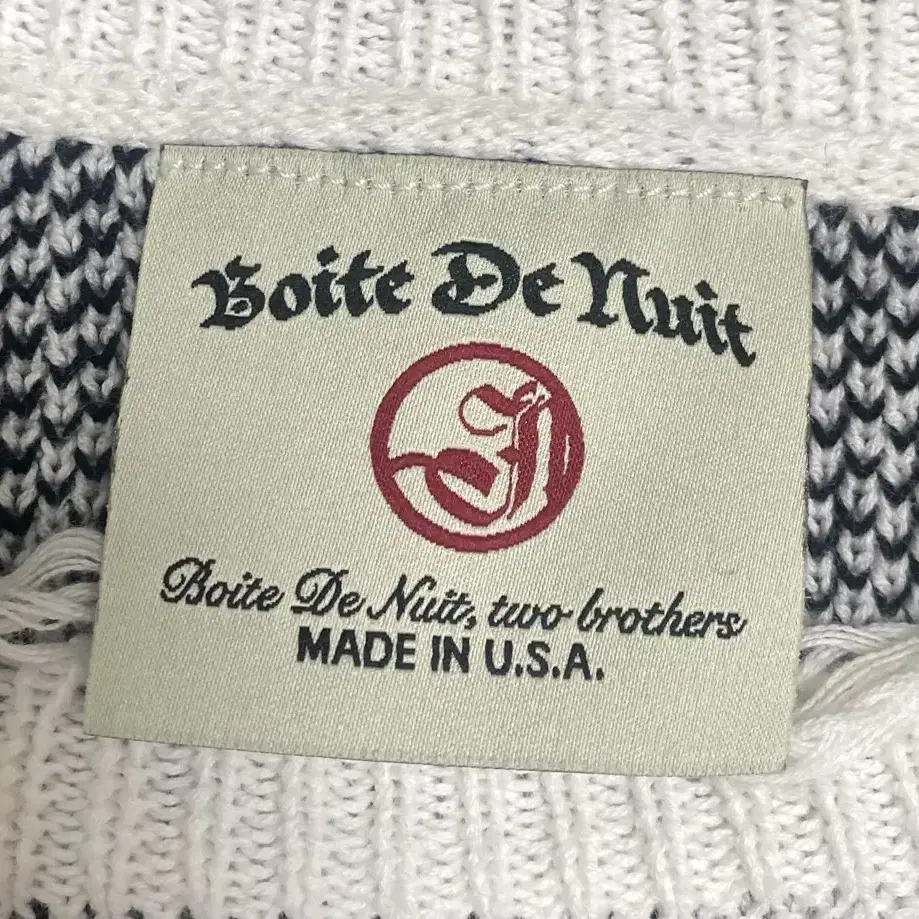 Boite De Nuit
Boite De Nuit, two brothers
MADE IN U.S.A.